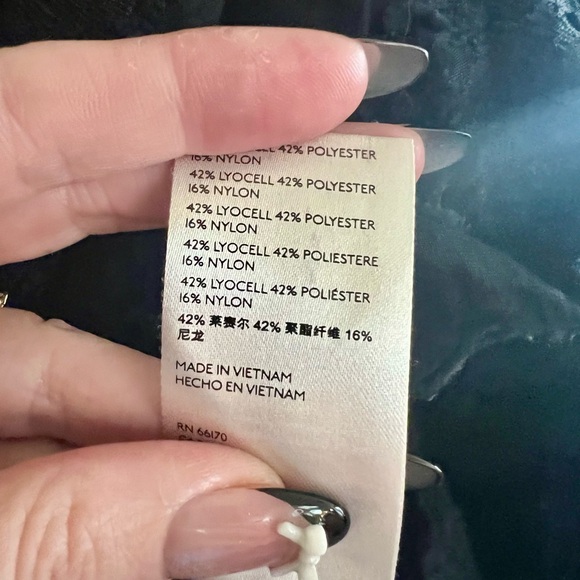 42% POLYESTER
16% NYLON
42% LYOCELL 42% POLYESTER
16% NYLON
42% LYOCELL 42% POLYESTER
16% NYLON
42% LYOCELL 42% POLIESTERE
16% NYLON
42% LYOCELL 42% POLIÉSTER
16% NYLON
42% 莱赛尔 42% 聚酯纤维 16%
尼龙
MADE IN VIETNAM
HECHO EN VIETNAM
RN 66170